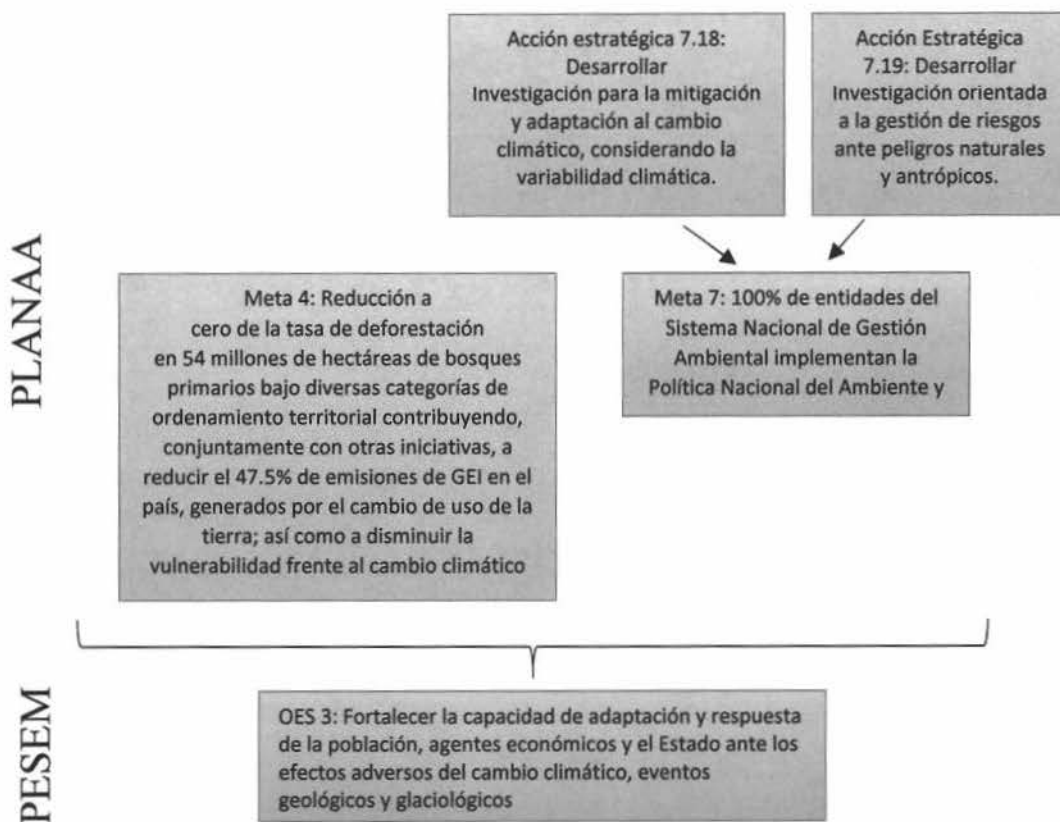 Acción estratégica 7.18:
Desarrollar
Investigación para la mitigación
y adaptación al cambio
climático, considerando la
variabilidad climática.
Acción Estratégica
7.19: Desarrollar
Investigación orientada
a la gestión de riesgos
ante peligros naturales
y antrópicos.
PLANAA
Meta 4: Reducción a
cero de la tasa de deforestación
en 54 millones de hectáreas de bosques
primarios bajo diversas categorías de
ordenamiento territorial contribuyendo,
conjuntamente con otras iniciativas, a
reducir el 47.5% de emisiones de GEI en el
país, generados por el cambio de uso de la
tierra; así como a disminuir la
vulnerabilidad frente al cambio climático
Meta 7: 100% de entidades del
Sistema Nacional de Gestión
Ambiental implementan la
Política Nacional del Ambiente y
PESEM
OES 3: Fortalecer la capacidad de adaptación y respuesta
de la población, agentes económicos y el Estado ante los
efectos adversos del cambio climático, eventos
geológicos y glaciológicos